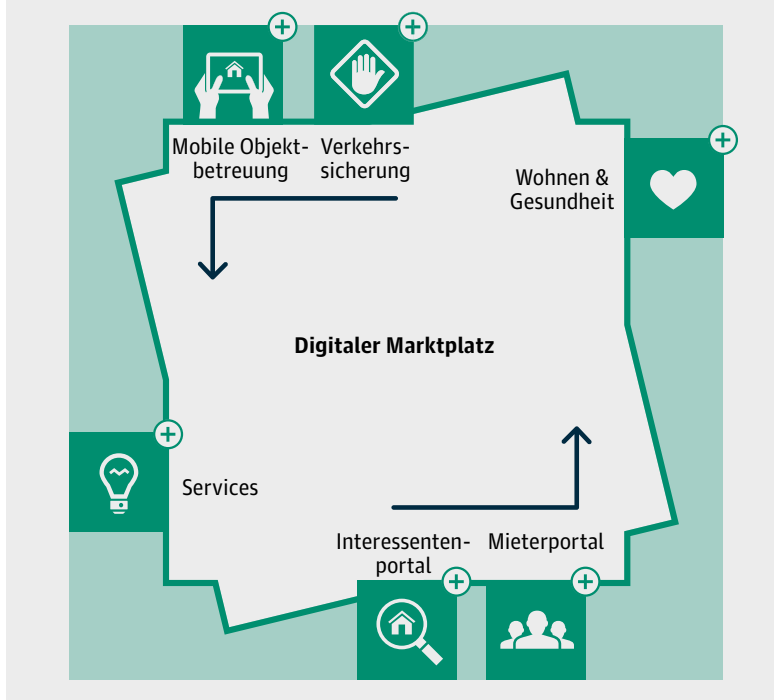 Mobile Objekt-
betreuung
Verkehrs-
sicherung
Wohnen &
Gesundheit
Digitaler Marktplatz
Services
Interessenten-
portal
Mieterportal